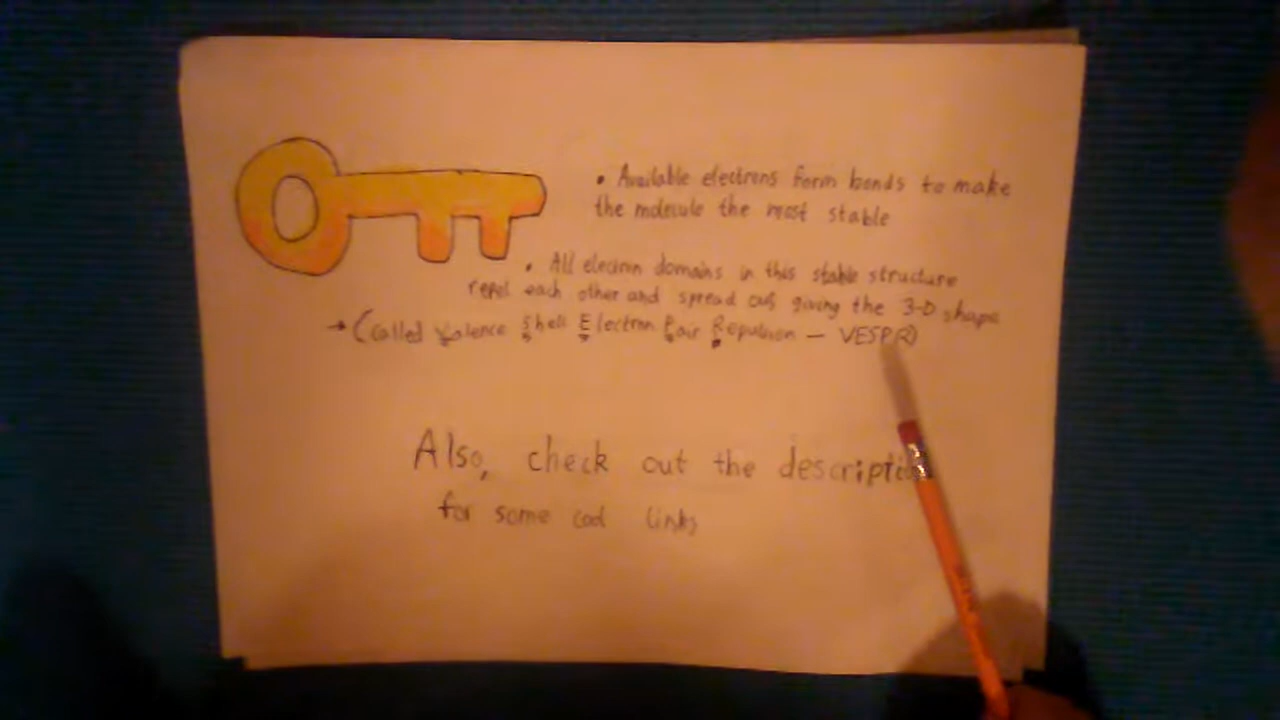 • Available electrons form bonds to make
the molecule the most stable
• All electron domains in this stable structure
repel each other and spread out giving the 3-D shape
→ (called Valence Shell Electron Pair Repulsion - VESPR)
Also, check out the description
for some cool links